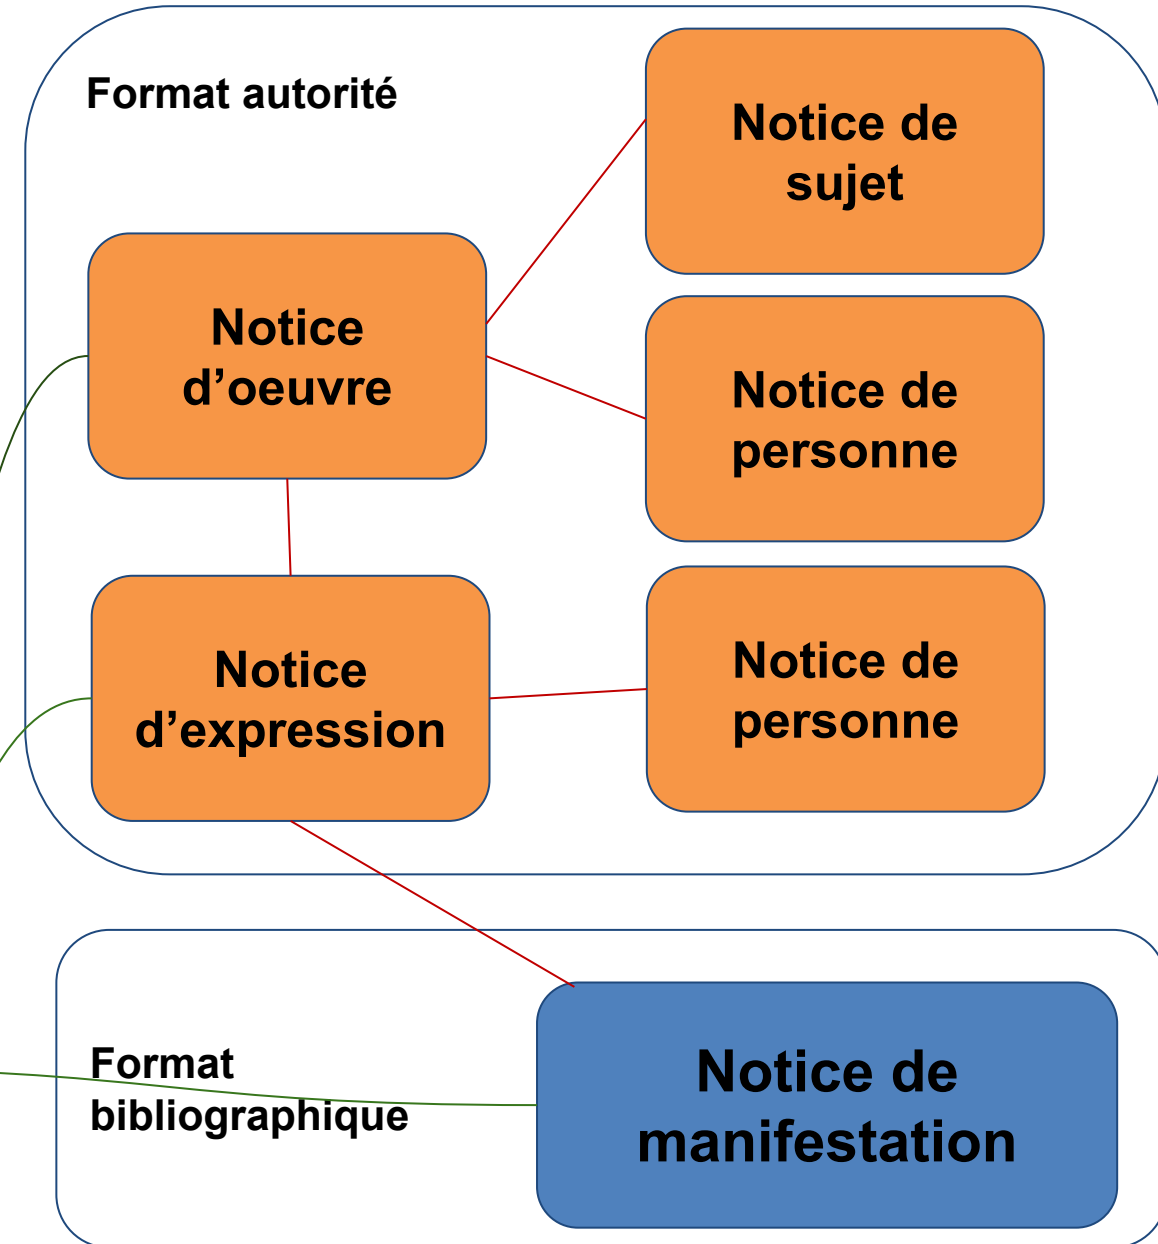 Format autorité
Notice de
sujet
Notice
d’oeuvre
Notice de
personne
Notice
d’expression
Notice de
personne
Format
bibliographique
Notice de
manifestation